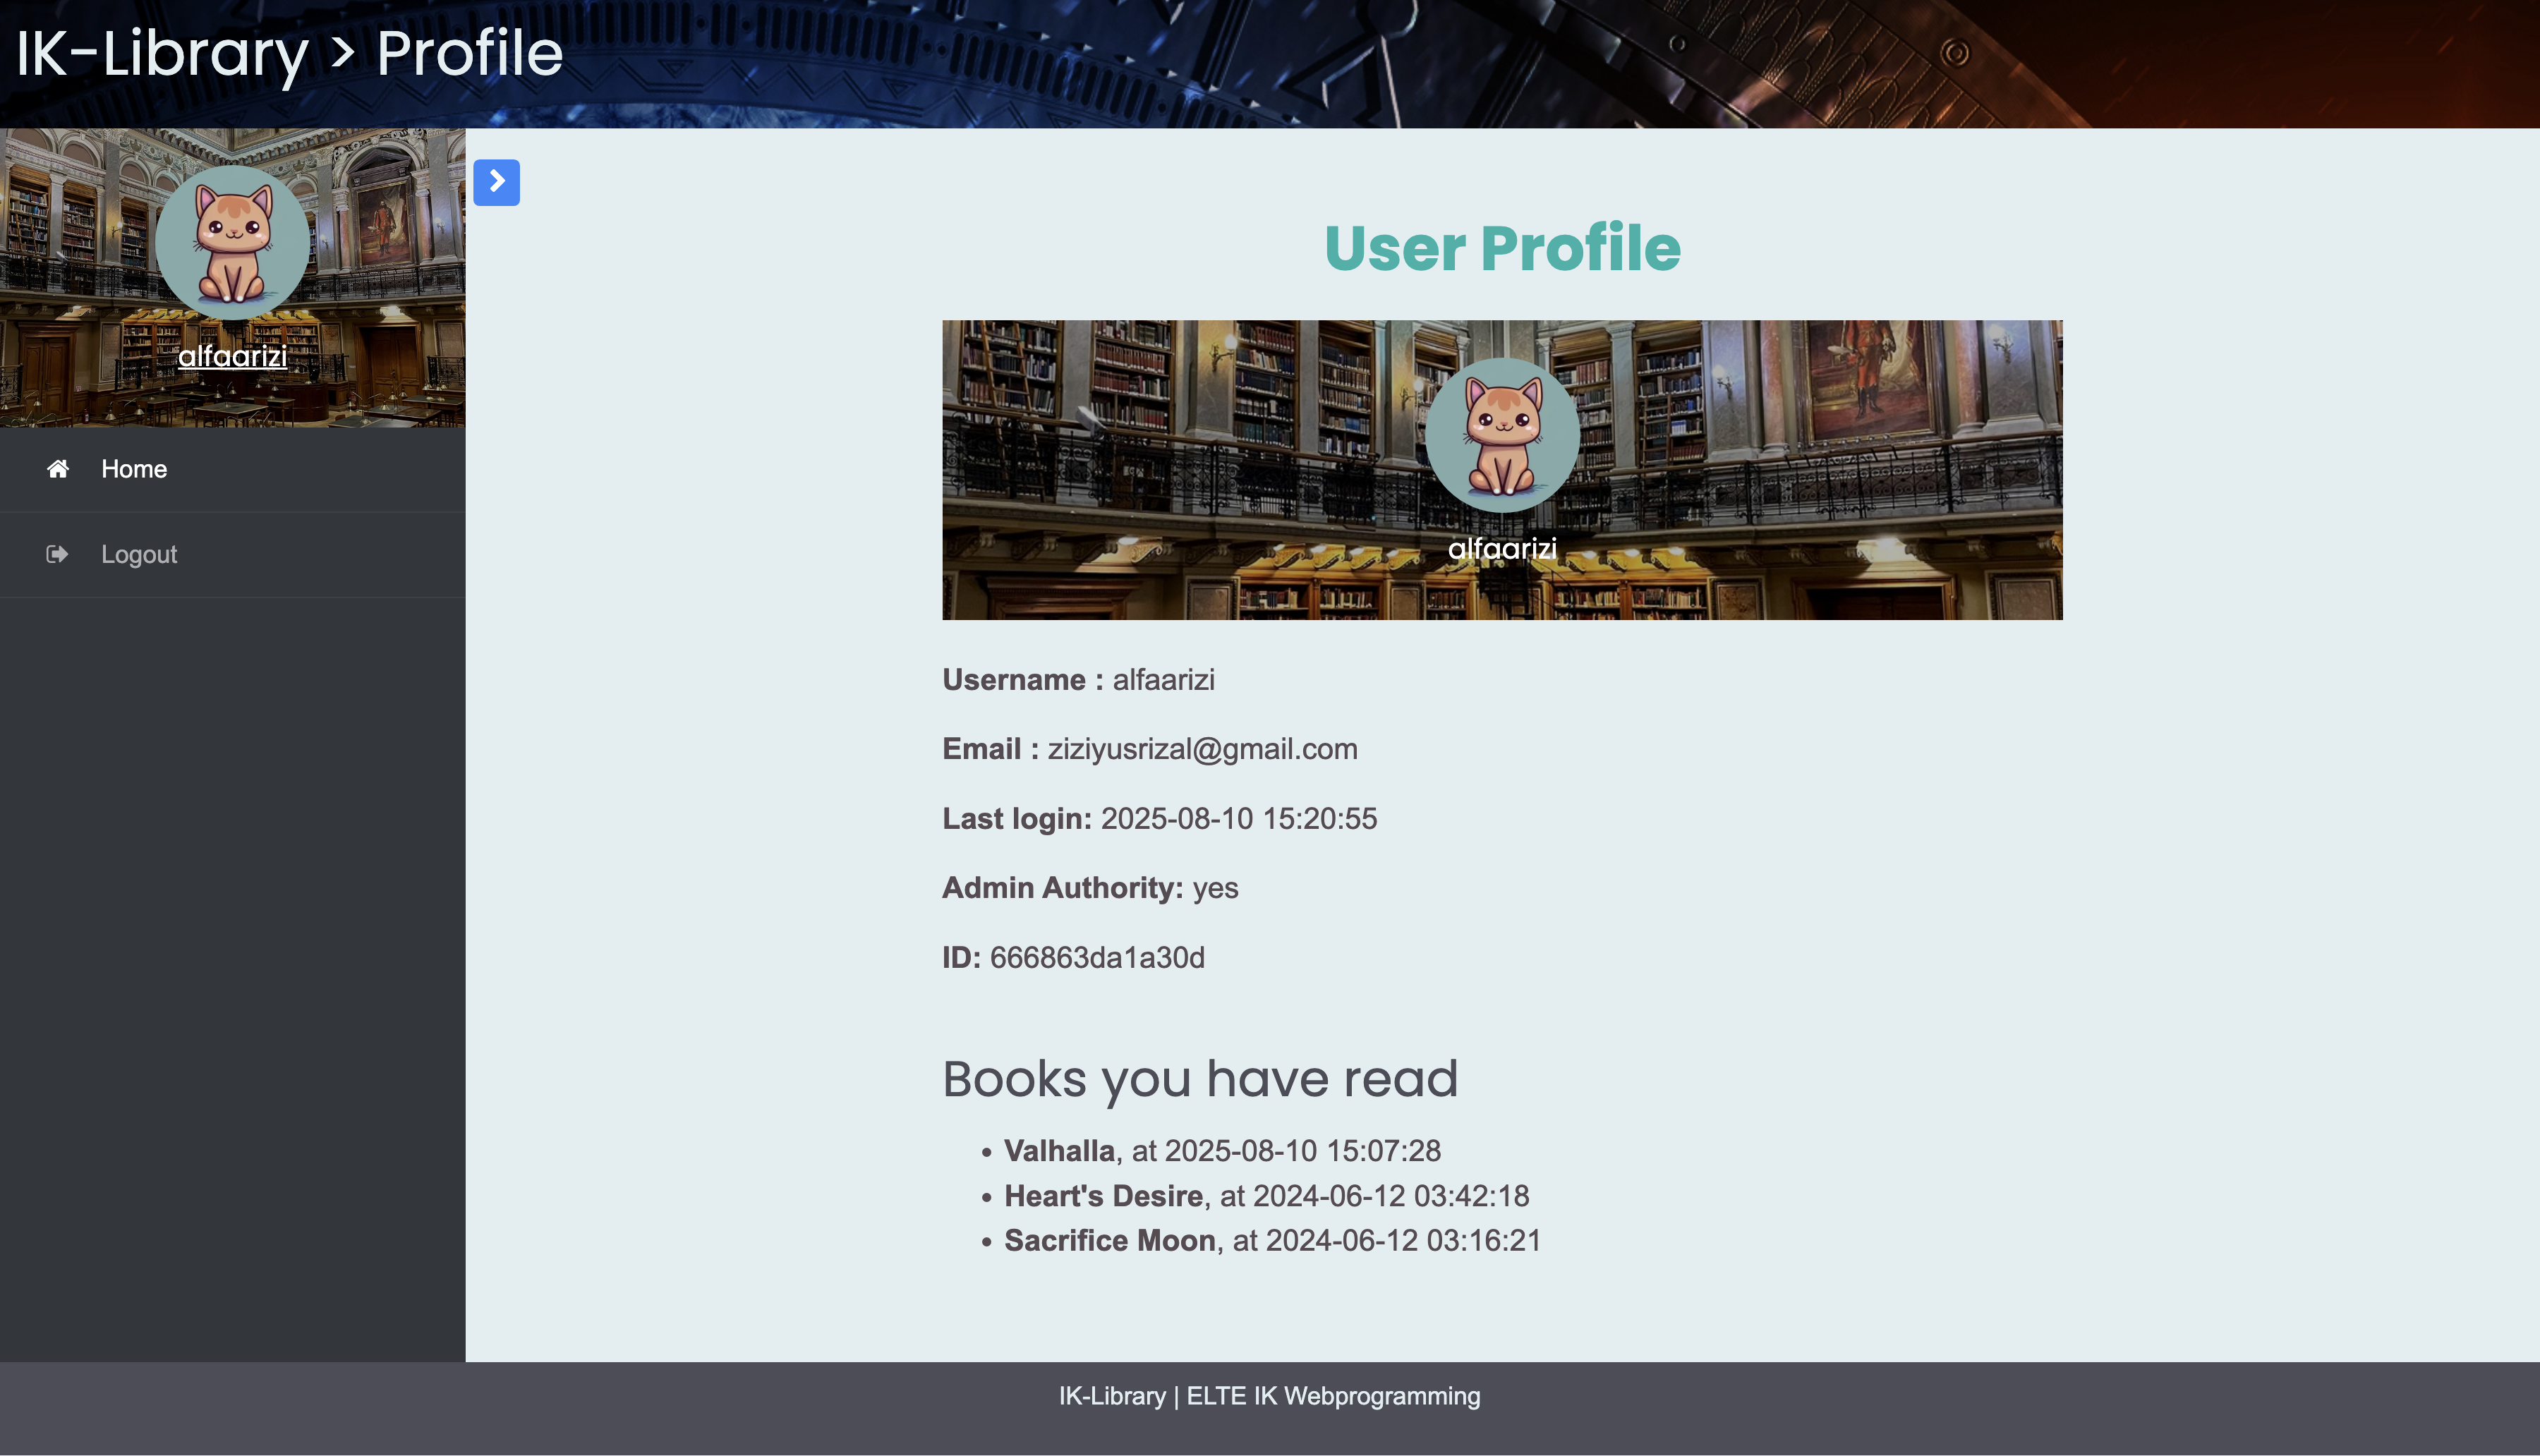 IK-Library > Profile
alfaarizi
Home
Logout
User Profile
alfaarizi
Username : alfaarizi
Email : ziziyusrizal@gmail.com
Last login: 2025-08-10 15:20:55
Admin Authority: yes
ID: 666863da1a30d
Books you have read
• Valhalla, at 2025-08-10 15:07:28
• Heart's Desire, at 2024-06-12 03:42:18
• Sacrifice Moon, at 2024-06-12 03:16:21
IK-Library | ELTE IK Webprogramming